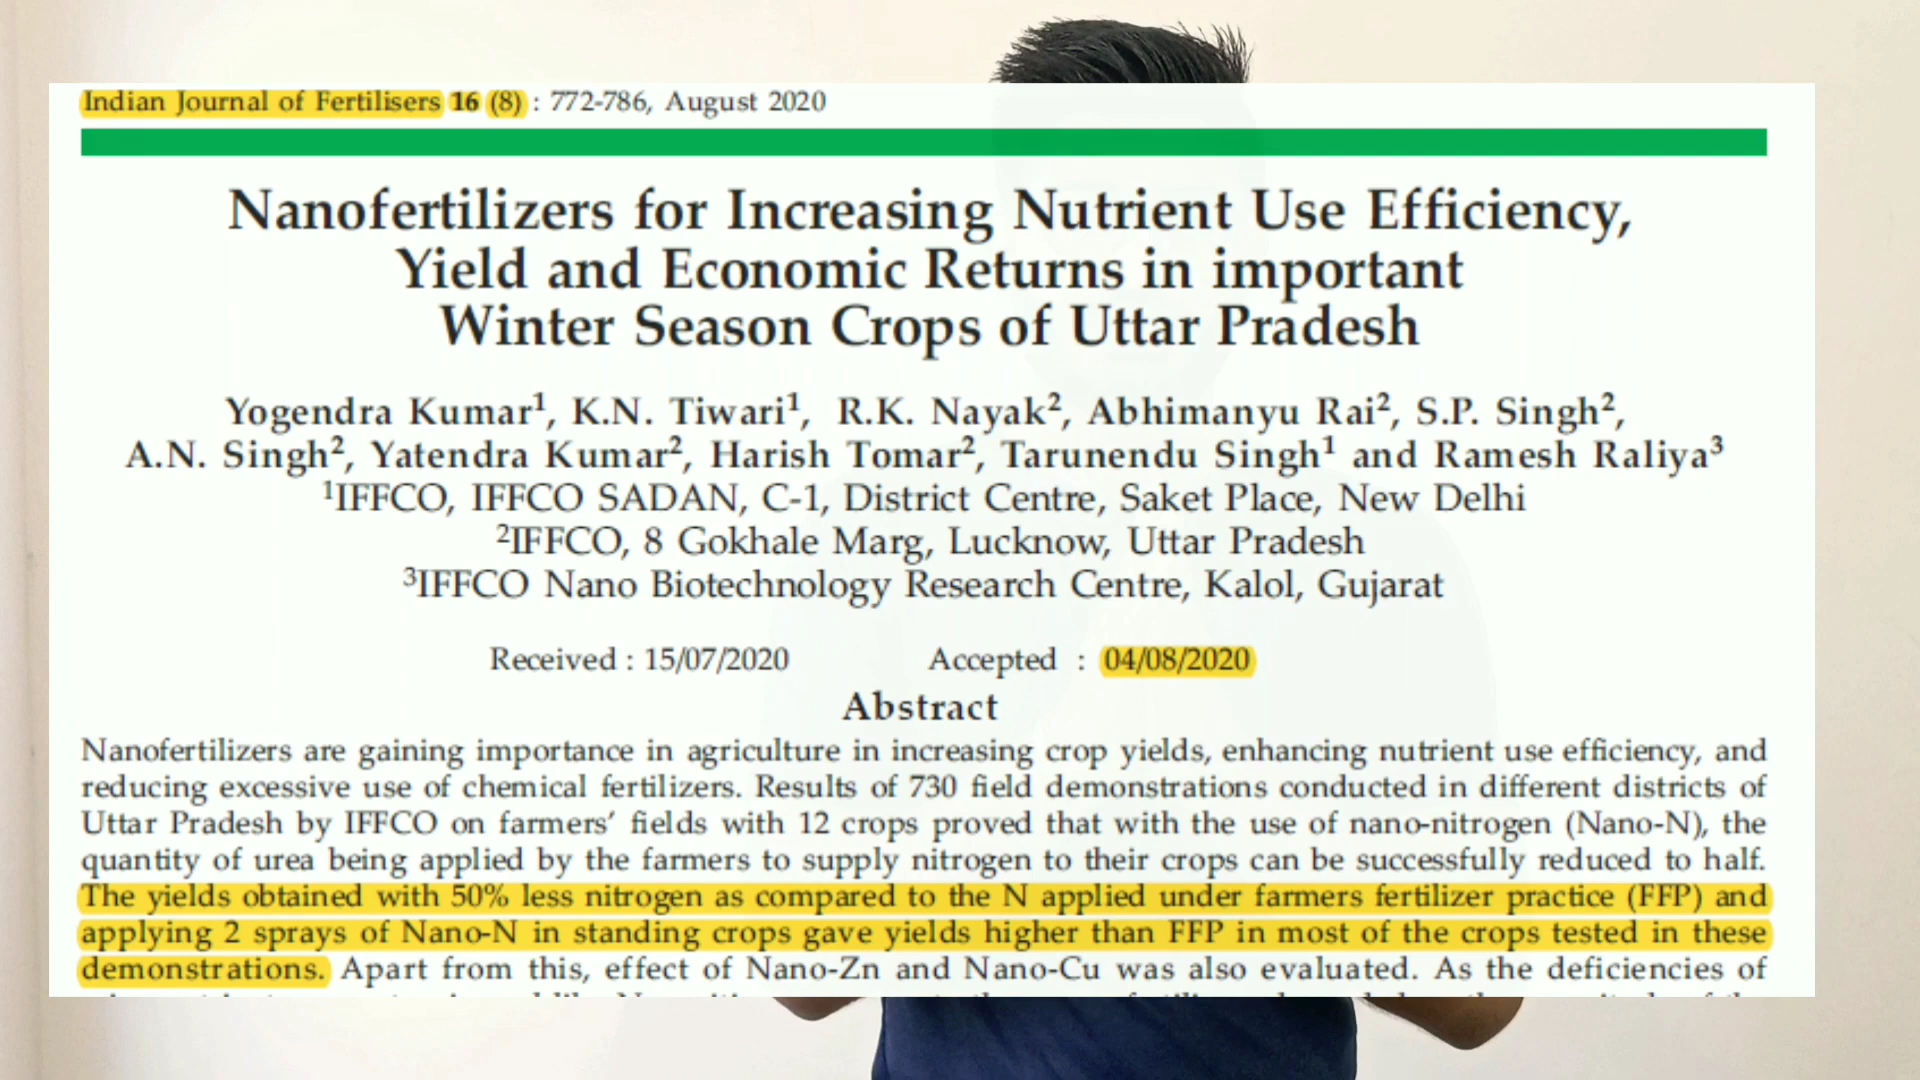 Indian Journal of Fertilisers 16 (8) : 772-786, August 2020
Nanofertilizers for Increasing Nutrient Use Efficiency,
Yield and Economic Returns in important
Winter Season Crops of Uttar Pradesh
Yogendra Kumar¹, K.N. Tiwari¹, R.K. Nayak², Abhimanyu Rai², S.P. Singh²,
A.N. Singh², Yatendra Kumar², Harish Tomar², Tarunendu Singh¹ and Ramesh Raliya³
¹IFFCO, IFFCO SADAN, C-1, District Centre, Saket Place, New Delhi
²IFFCO, 8 Gokhale Marg, Lucknow, Uttar Pradesh
³IFFCO Nano Biotechnology Research Centre, Kalol, Gujarat
Received : 15/07/2020 Accepted : 04/08/2020
Abstract
Nanofertilizers are gaining importance in agriculture in increasing crop yields, enhancing nutrient use efficiency, and
reducing excessive use of chemical fertilizers. Results of 730 field demonstrations conducted in different districts of
Uttar Pradesh by IFFCO on farmers' fields with 12 crops proved that with the use of nano-nitrogen (Nano-N), the
quantity of urea being applied by the farmers to supply nitrogen to their crops can be successfully reduced to half.
The yields obtained with 50% less nitrogen as compared to the N applied under farmers fertilizer practice (FFP) and
applying 2 sprays of Nano-N in standing crops gave yields higher than FFP in most of the crops tested in these
demonstrations. Apart from this, effect of Nano-Zn and Nano-Cu was also evaluated. As the deficiencies of